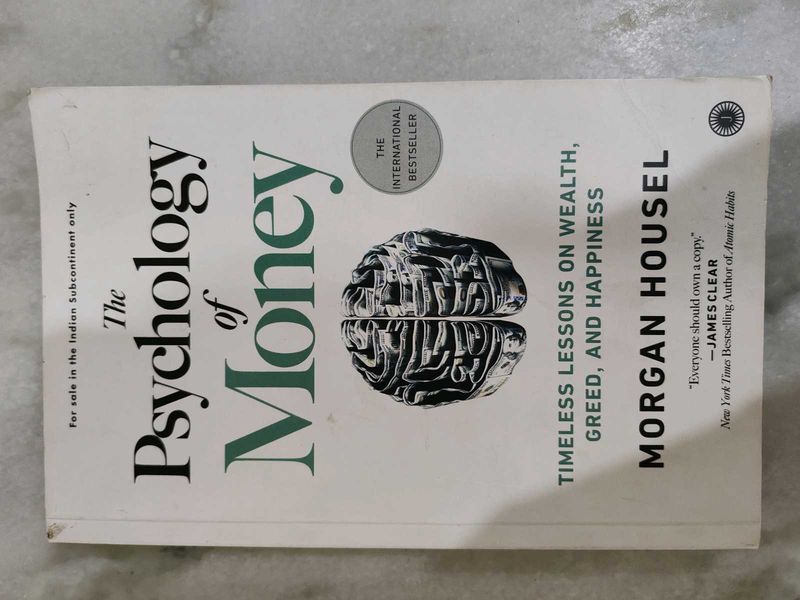 For sale in the Indian Subcontinent only
The
Psychology
of
Money
THE
INTERNATIONAL
BESTSELLER
TIMELESS LESSONS ON WEALTH,
GREED, AND HAPPINESS
MORGAN HOUSEL
"Everyone should own a copy."
—JAMES CLEAR
New York Times Bestselling Author of Atomic Habits
J